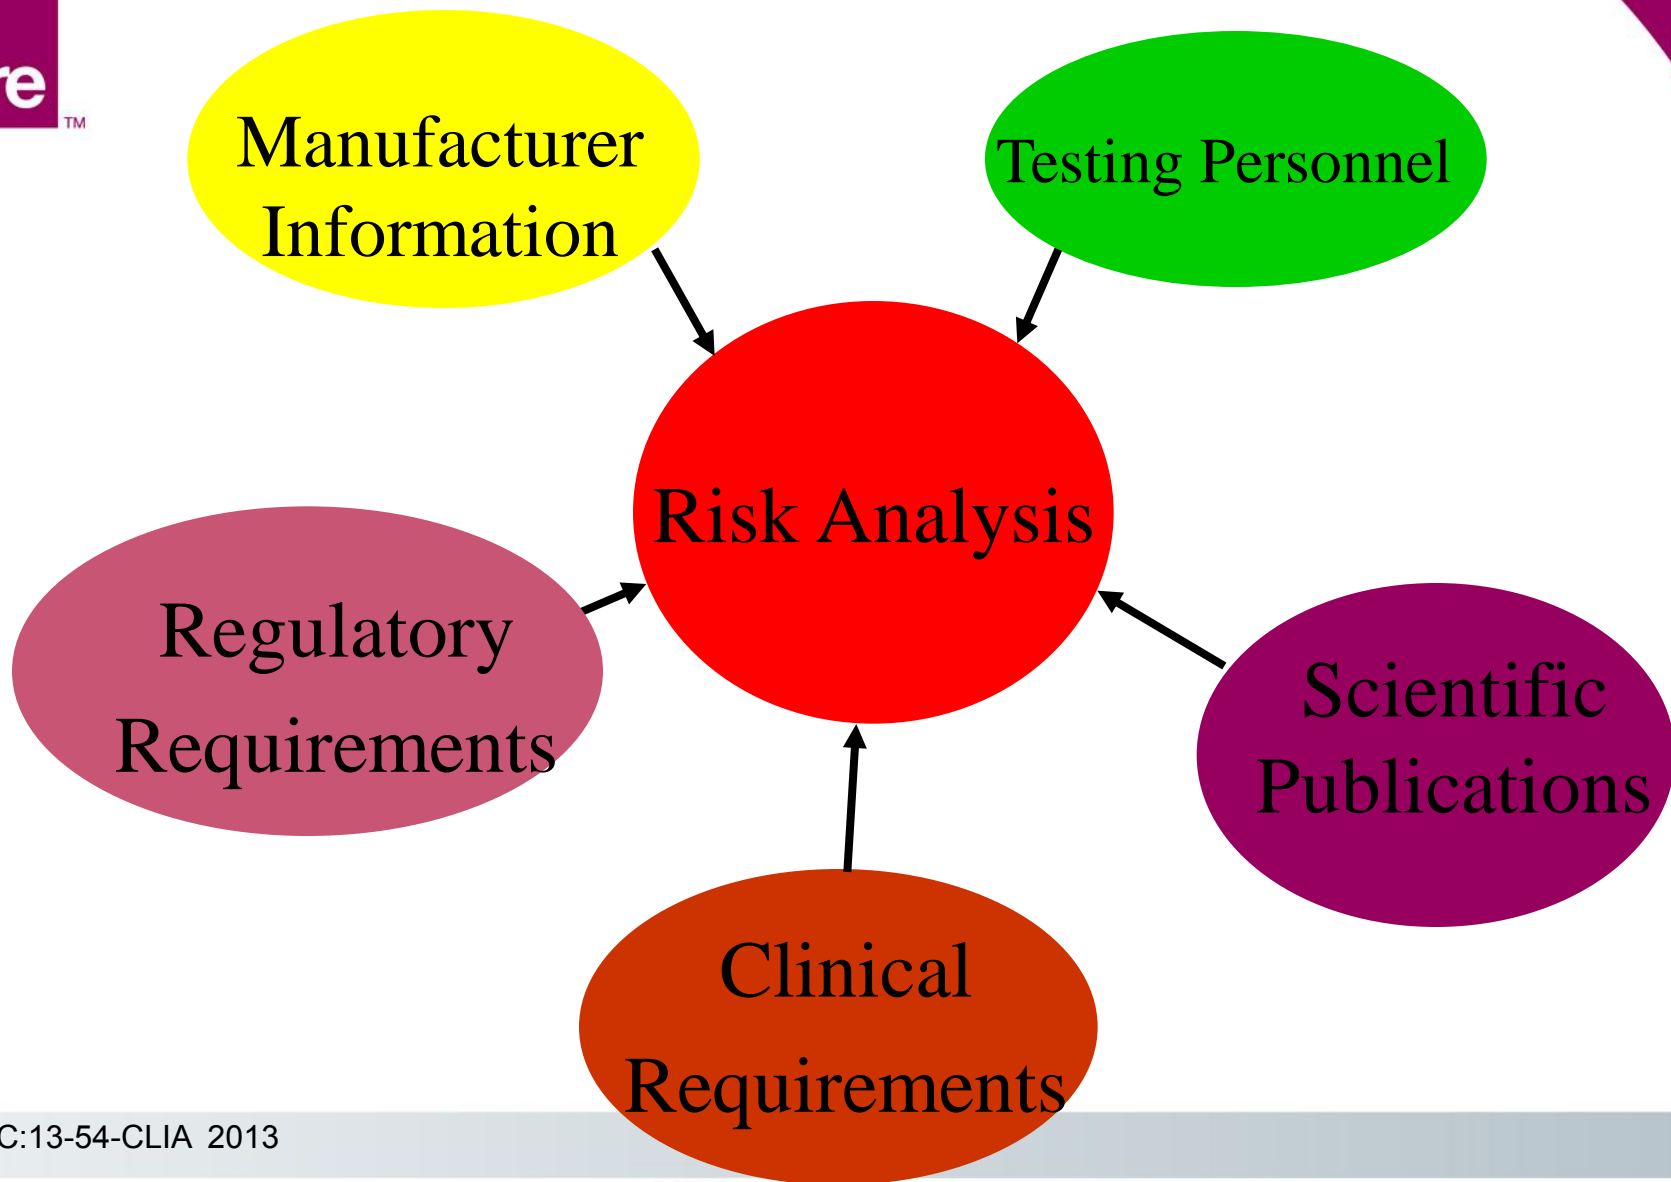 re
TM
Manufacturer
Information
Testing Personnel
Risk Analysis
Regulatory
Requirements
Scientific
Publications
Clinical
Requirements
C:13-54-CLIA 2013